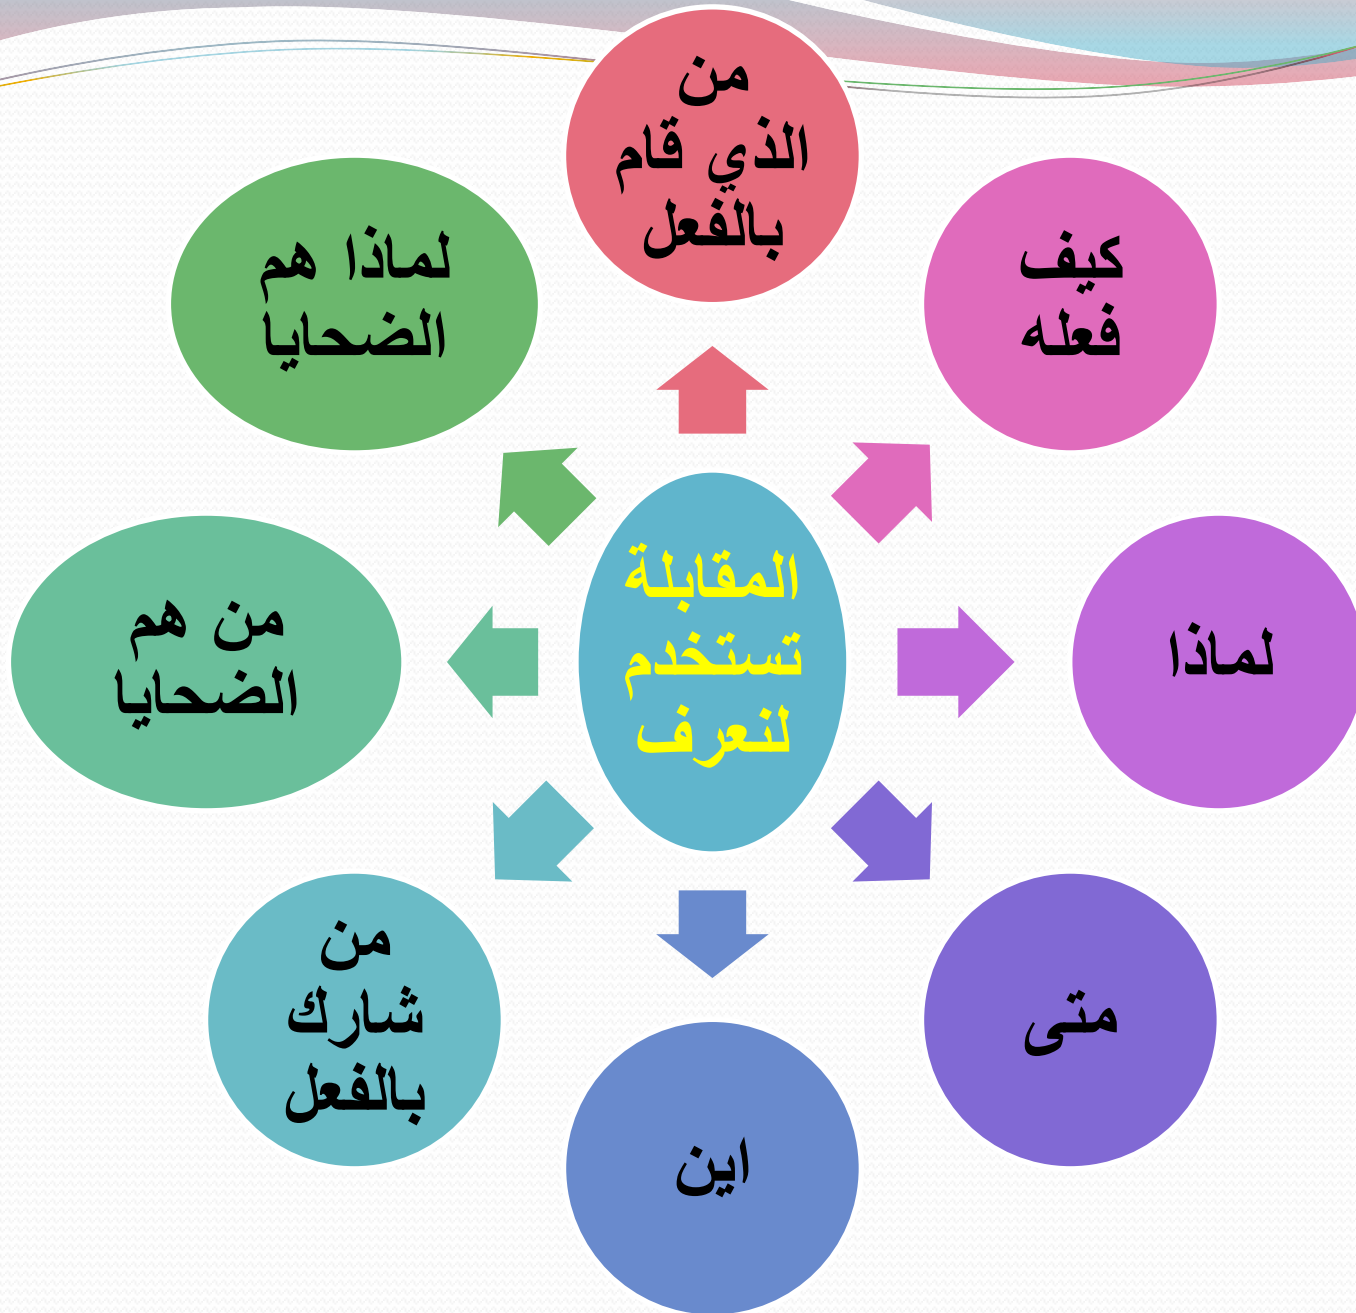 من
الذي قام
بالفعل
كيف
فعله
لماذا
متى
اين
من
شارك
بالفعل
من هم
الضحايا
لماذا هم
الضحايا
المقابلة
تستخدم
لنعرف